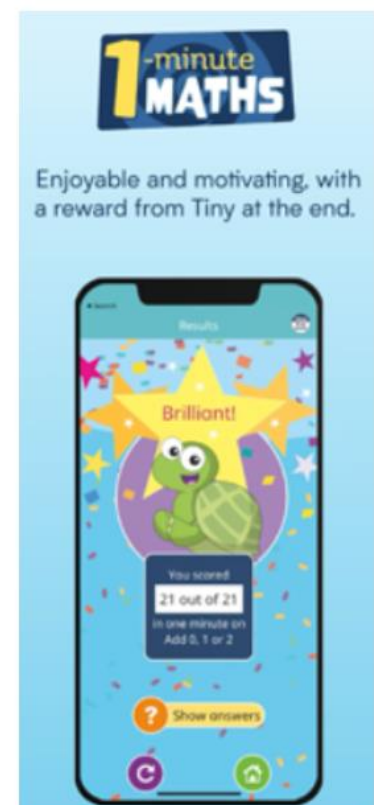 1-minute
MATHS
Enjoyable and motivating, with
a reward from Tiny at the end.
Results
Brilliant!
You scored
21 out of 21
in one minute on
Add 0, 1 or 2
? Show answers